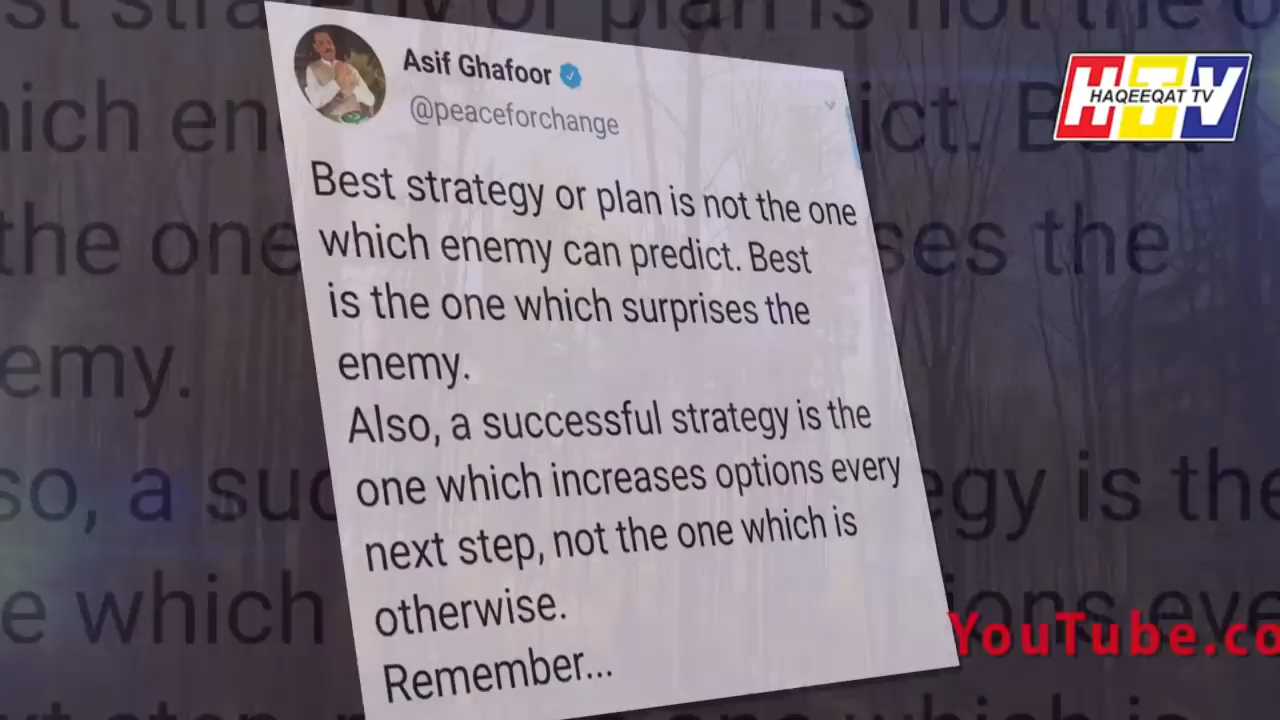 Asif Ghafoor
@peaceforchange
Best strategy or plan is not the one
which enemy can predict. Best
is the one which surprises the
enemy.
Also, a successful strategy is the
one which increases options every
next step, not the one which is
otherwise.
Remember...
HTV
HAQEEQAT TV
YouTube.co